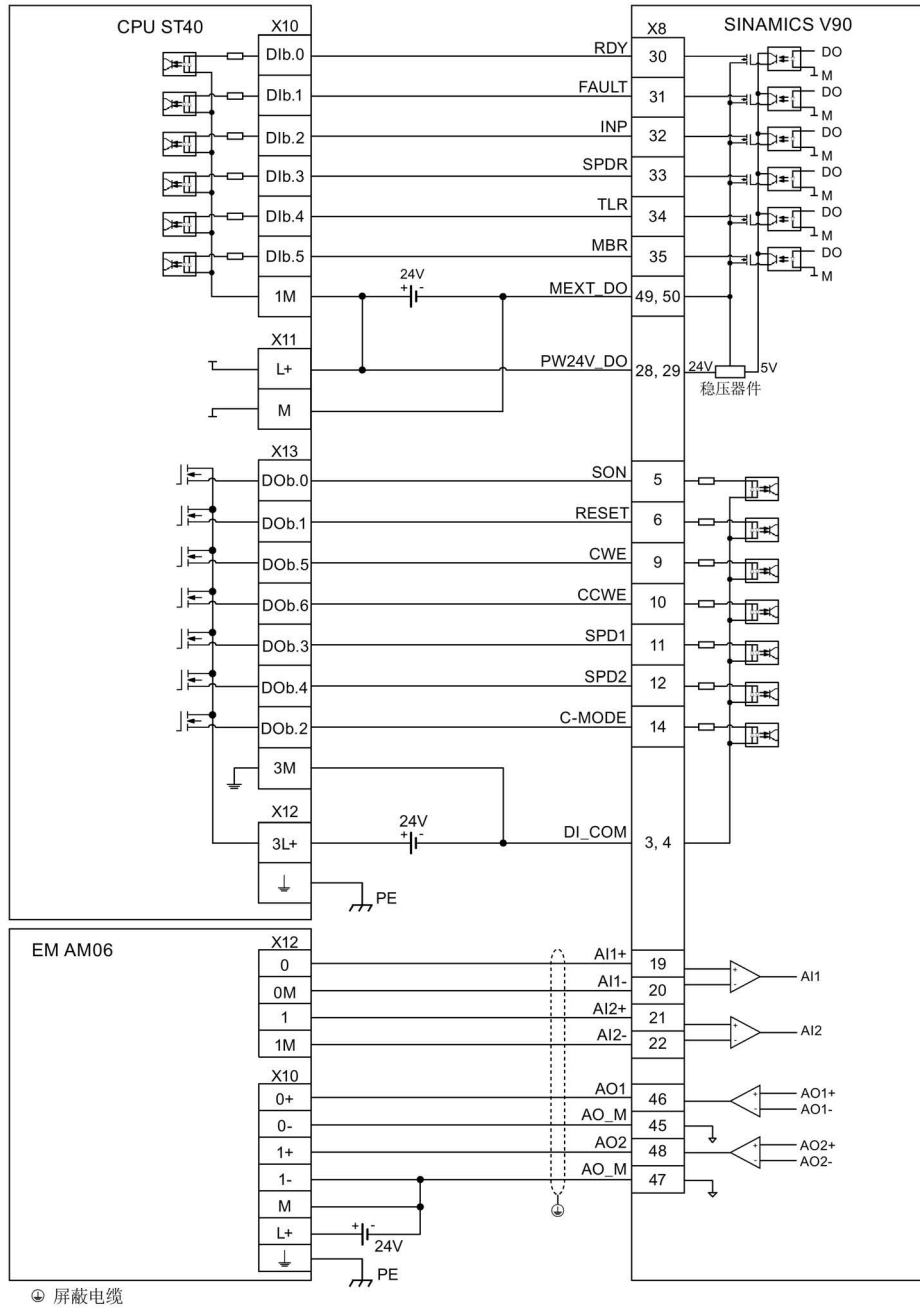 CPU ST40 X10 X8 SINAMICS V90
DIb.0 RDY 30 DO
M
DIb.1 FAULT 31 DO
M
DIb.2 INP 32 DO
M
DIb.3 SPDR 33 DO
M
DIb.4 TLR 34 DO
M
DIb.5 MBR 35 DO
M
24V
1M + - MEXT_DO 49, 50
X11
L+ PW24V_DO 28, 29 24V 5V
稳压器件
M
X13
DOb.0 SON 5
DOb.1 RESET 6
DOb.5 CWE 9
DOb.6 CCWE 10
DOb.3 SPD1 11
DOb.4 SPD2 12
DOb.2 C-MODE 14
3M
X12
24V
3L+ + - DI_COM 3, 4
PE
EM AM06 X12
0 AI1+ 19 + AI1
0M AI1- 20 -
1 AI2+ 21 + AI2
1M AI2- 22 -
X10
0+ AO1 46 + AO1+
0- AO_M 45 - AO1-
1+ AO2 48 + AO2+
1- AO_M 47 - AO2-
M
L+ + -
24V
PE
屏蔽电缆